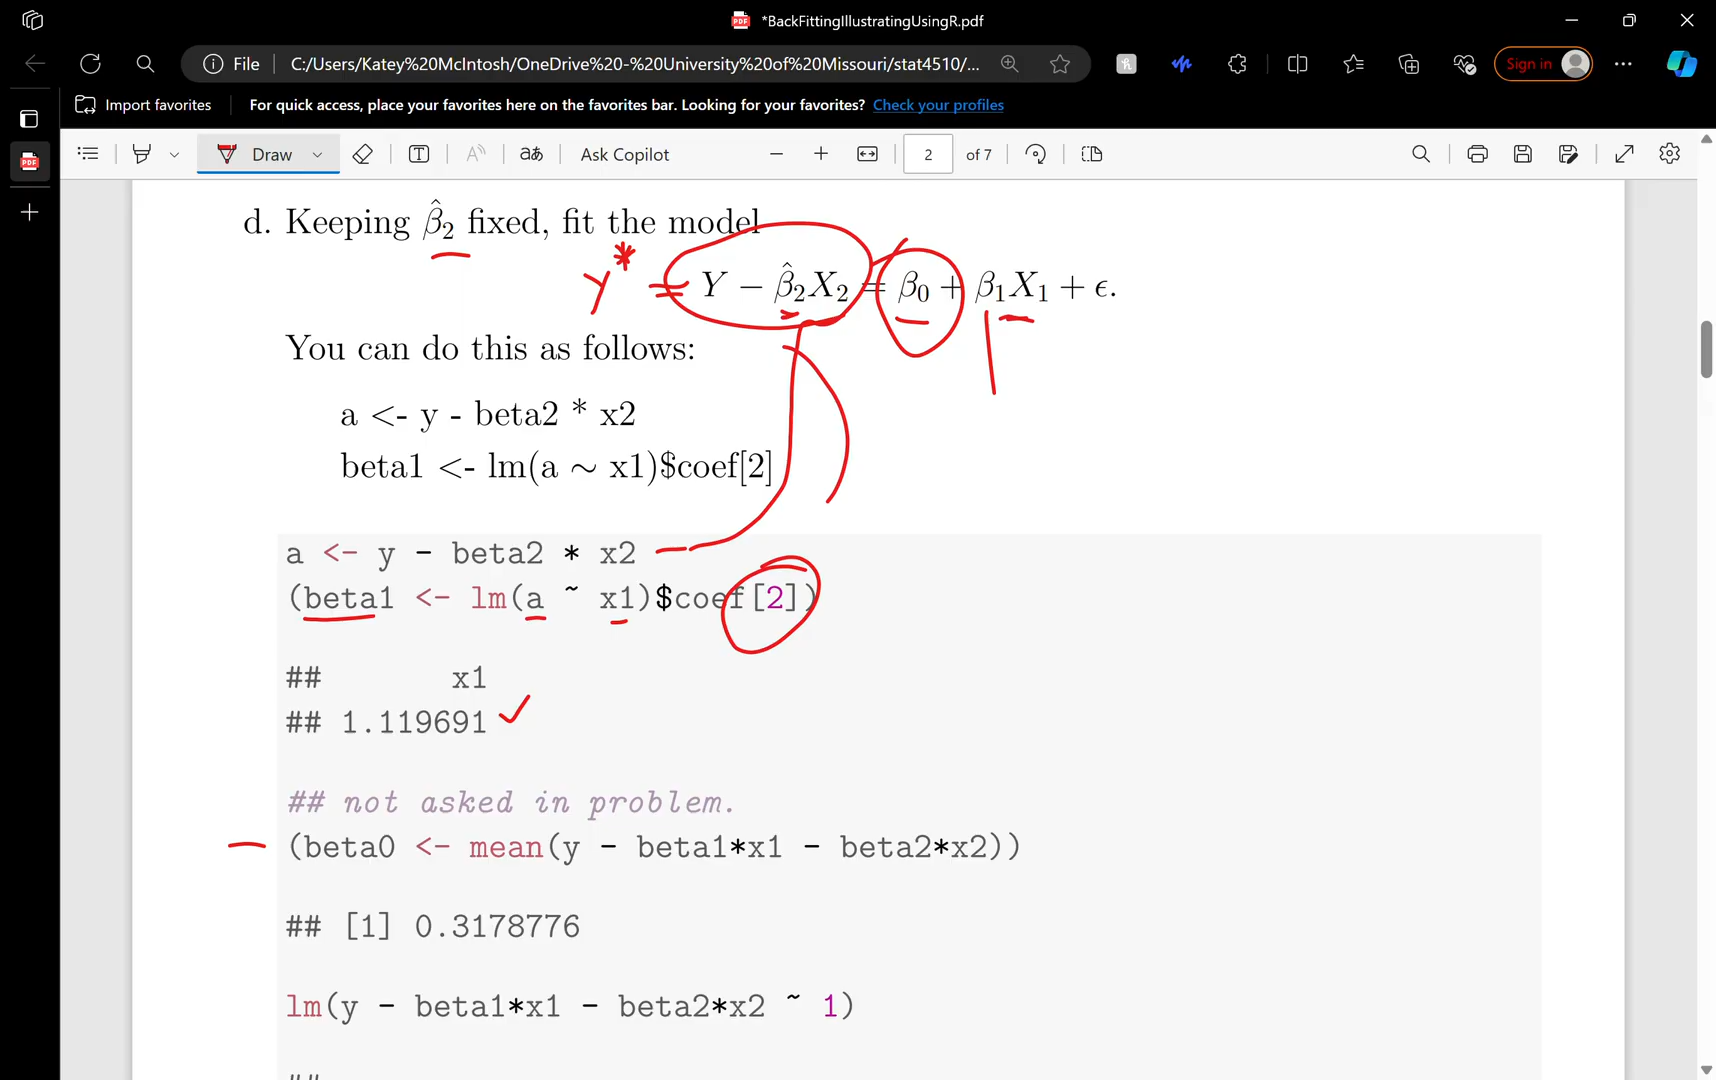 *BackFittingIllustratingUsingR.pdf
File C:/Users/Katey%20McIntosh/OneDrive%20-%20University%20of%20Missouri/stat4510/... Sign in
Import favorites For quick access, place your favorites here on the favorites bar. Looking for your favorites? Check your profiles
Draw Ask Copilot 2 of 7
d. Keeping β̂₂ fixed, fit the model
Y* = Y − β̂₂X₂ = β₀ + β₁X₁ + ϵ.
You can do this as follows:
a <- y - beta2 * x2
beta1 <- lm(a ∼ x1)$coef[2]
a <- y - beta2 * x2
(beta1 <- lm(a ~ x1)$coef[2])
## x1
## 1.119691
## not asked in problem.
(beta0 <- mean(y - beta1*x1 - beta2*x2))
## [1] 0.3178776
lm(y - beta1*x1 - beta2*x2 ~ 1)
##